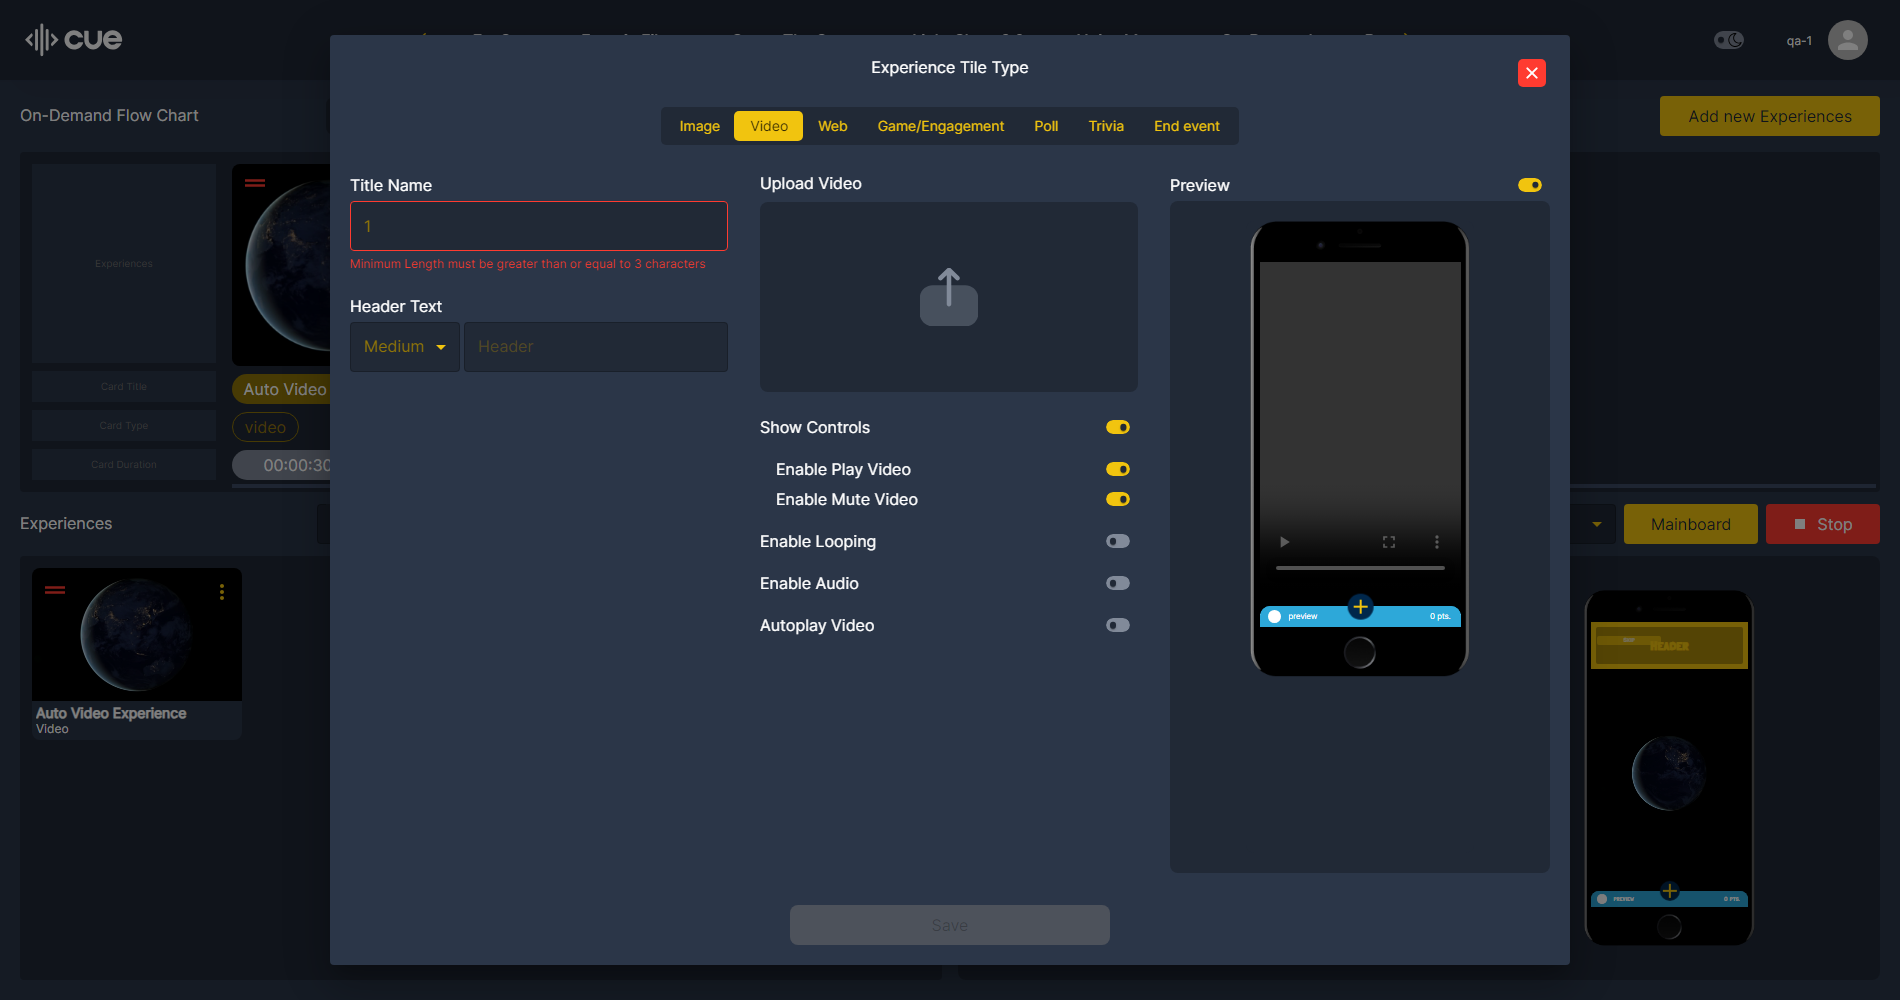 cue
qa-1
Experience Tile Type
On-Demand Flow Chart
Add new Experiences
Image
Video
Web
Game/Engagement
Poll
Trivia
End event
Title Name
1
Minimum Length must be greater than or equal to 3 characters
Header Text
Medium
Header
Upload Video
Show Controls
Enable Play Video
Enable Mute Video
Enable Looping
Enable Audio
Autoplay Video
Preview
preview
0 pts.
Save
Experiences
Card Title
Card Type
Card Duration
Auto Video
video
00:00:30
Experiences
Mainboard
Stop
Auto Video Experience
Video
HEADER
PREVIEW
0 PTS.